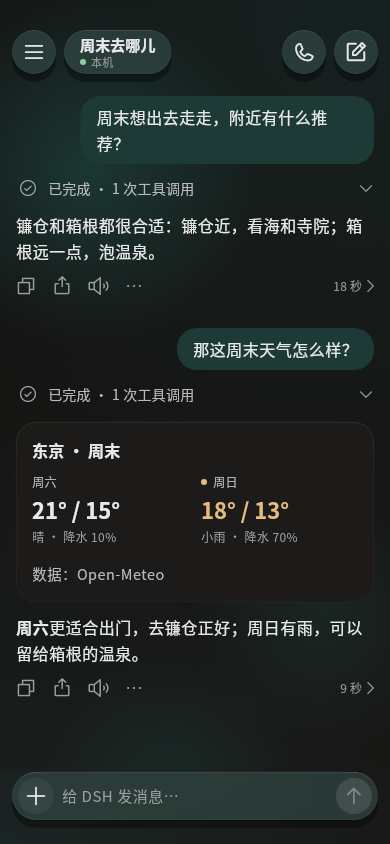 周末去哪儿
本机
周末想出去走走，附近有什么推
荐？
已完成 · 1 次工具调用
镰仓和箱根都很合适：镰仓近，看海和寺院；箱
根远一点，泡温泉。
18 秒
那这周末天气怎么样？
已完成 · 1 次工具调用
东京 · 周末
周六
周日
21° / 15°
18° / 13°
晴 · 降水 10%
小雨 · 降水 70%
数据：Open-Meteo
周六更适合出门，去镰仓正好；周日有雨，可以
留给箱根的温泉。
9 秒
给 DSH 发消息…